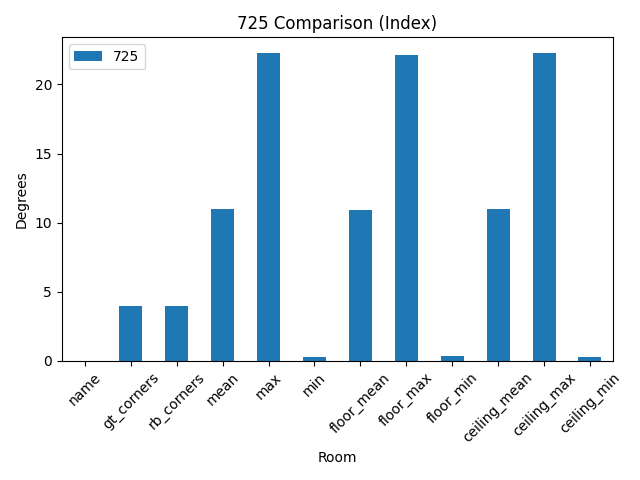 725 Comparison (Index)
725
Degrees
20
15
10
5
0
name
gt_corners
rb_corners
mean
max
min
floor_mean
floor_max
floor_min
ceiling_mean
ceiling_max
ceiling_min
Room